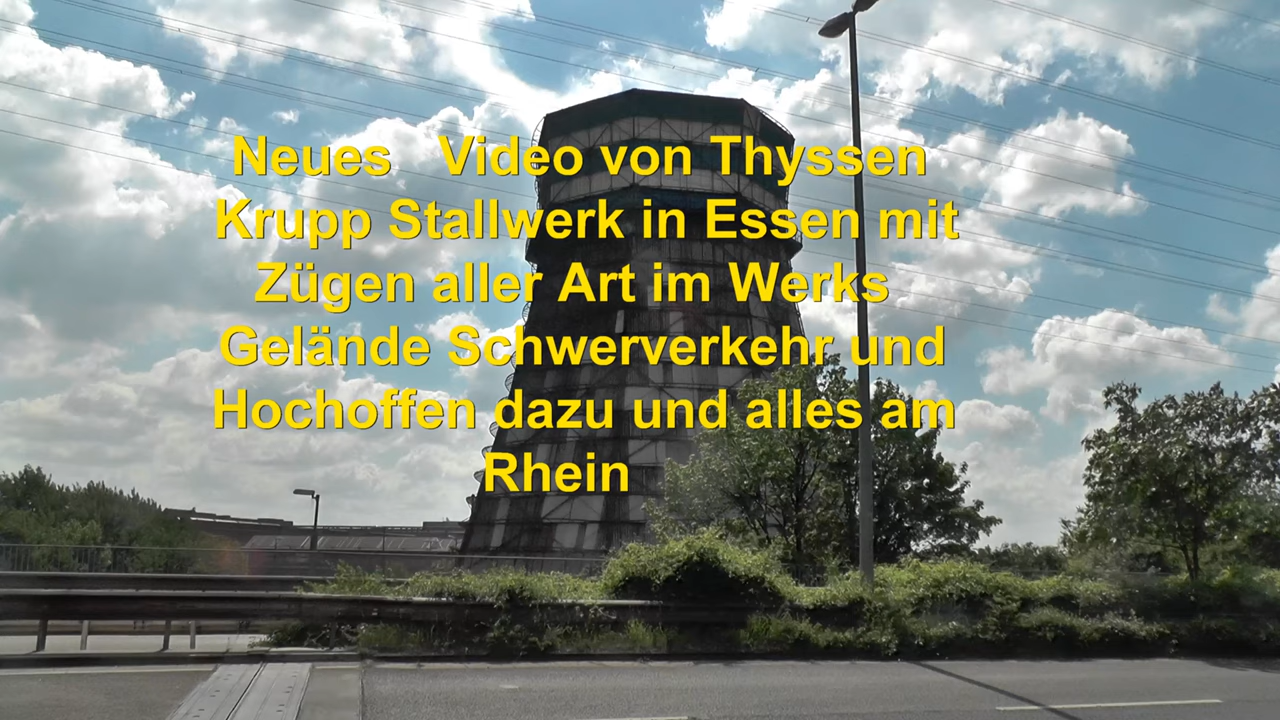 Neues Video von Thyssen
Krupp Stallwerk in Essen mit
Zügen aller Art im Werks
Gelände Schwerverkehr und
Hochoffen dazu und alles am
Rhein